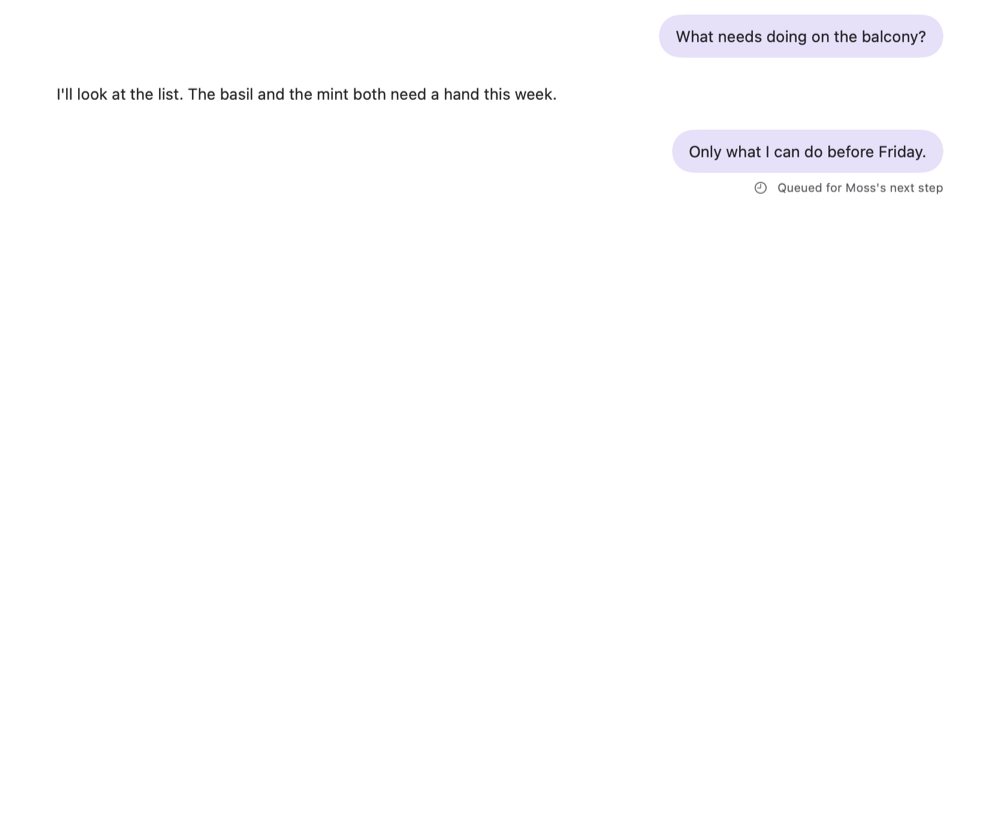 What needs doing on the balcony?
I'll look at the list. The basil and the mint both need a hand this week.
Only what I can do before Friday.
Queued for Moss's next step